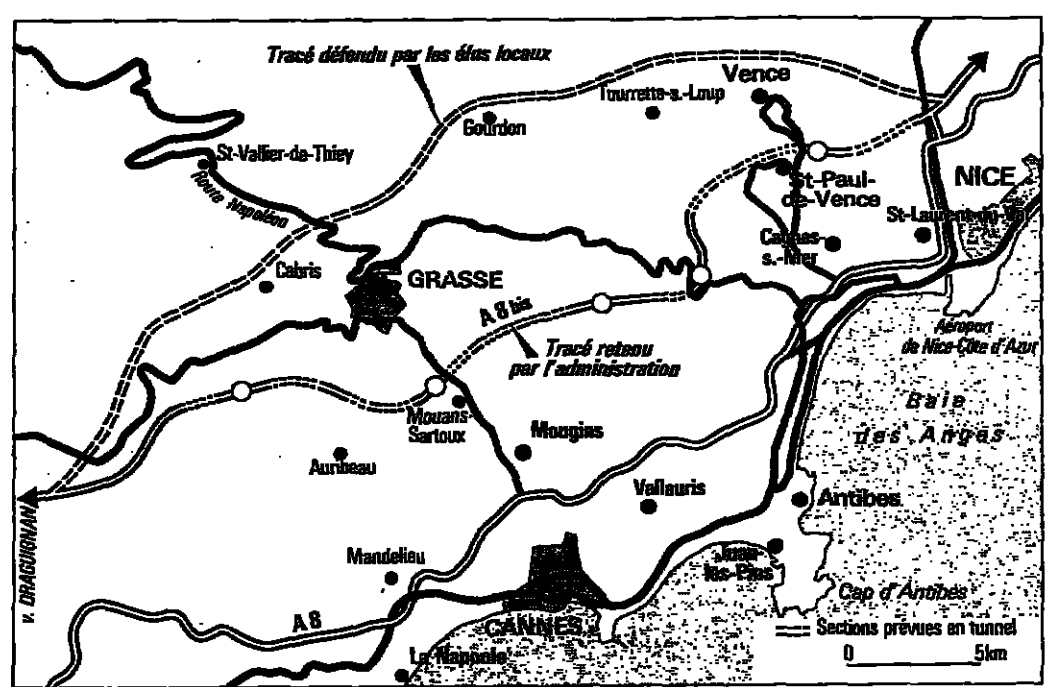 Tracé défendu par les élus locaux
Vence
Tourrette-s.-Loup
Gourdon
St-Vallier-de-Thiey
Route Napoléon
St-Paul-
de-Vence
NICE
St-Laurent-du-Var
Cagnes-
s.-Mer
Cabris
GRASSE
A 8 bis
Tracé retenu
par l'administration
Aéroport
de Nice-Côte d'Azur
Mouans-
Sartoux
Mougins
Baie
des Anges
Auribeau
Vallauris
Antibes
v. DRAGUIGNAN
Mandelieu
Juan-
les-Pins
Cap d'Antibes
A 8
CANNES
Sections prévues en tunnel
La Napoule
0 5km